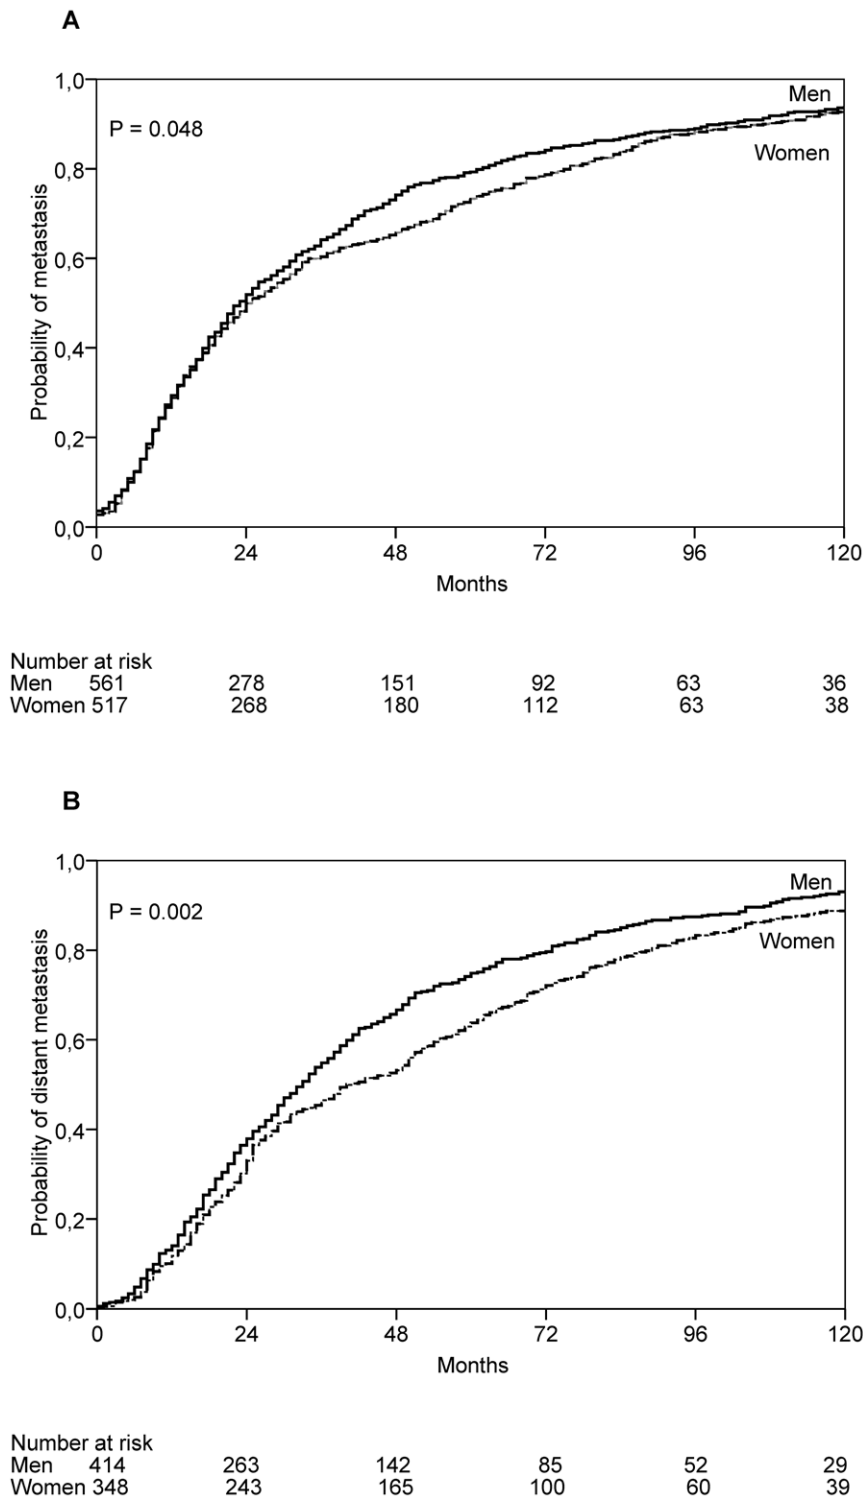 A
1,0
Men
P = 0.048
Women
0,8
0,6
0,4
0,2
0,0
Probability of metastasis
0 24 48 72 96 120
Months
Number at risk
Men 561 278 151 92 63 36
Women 517 268 180 112 63 38
B
1,0
Men
P = 0.002
Women
0,8
0,6
0,4
0,2
0,0
Probability of distant metastasis
0 24 48 72 96 120
Months
Number at risk
Men 414 263 142 85 52 29
Women 348 243 165 100 60 39